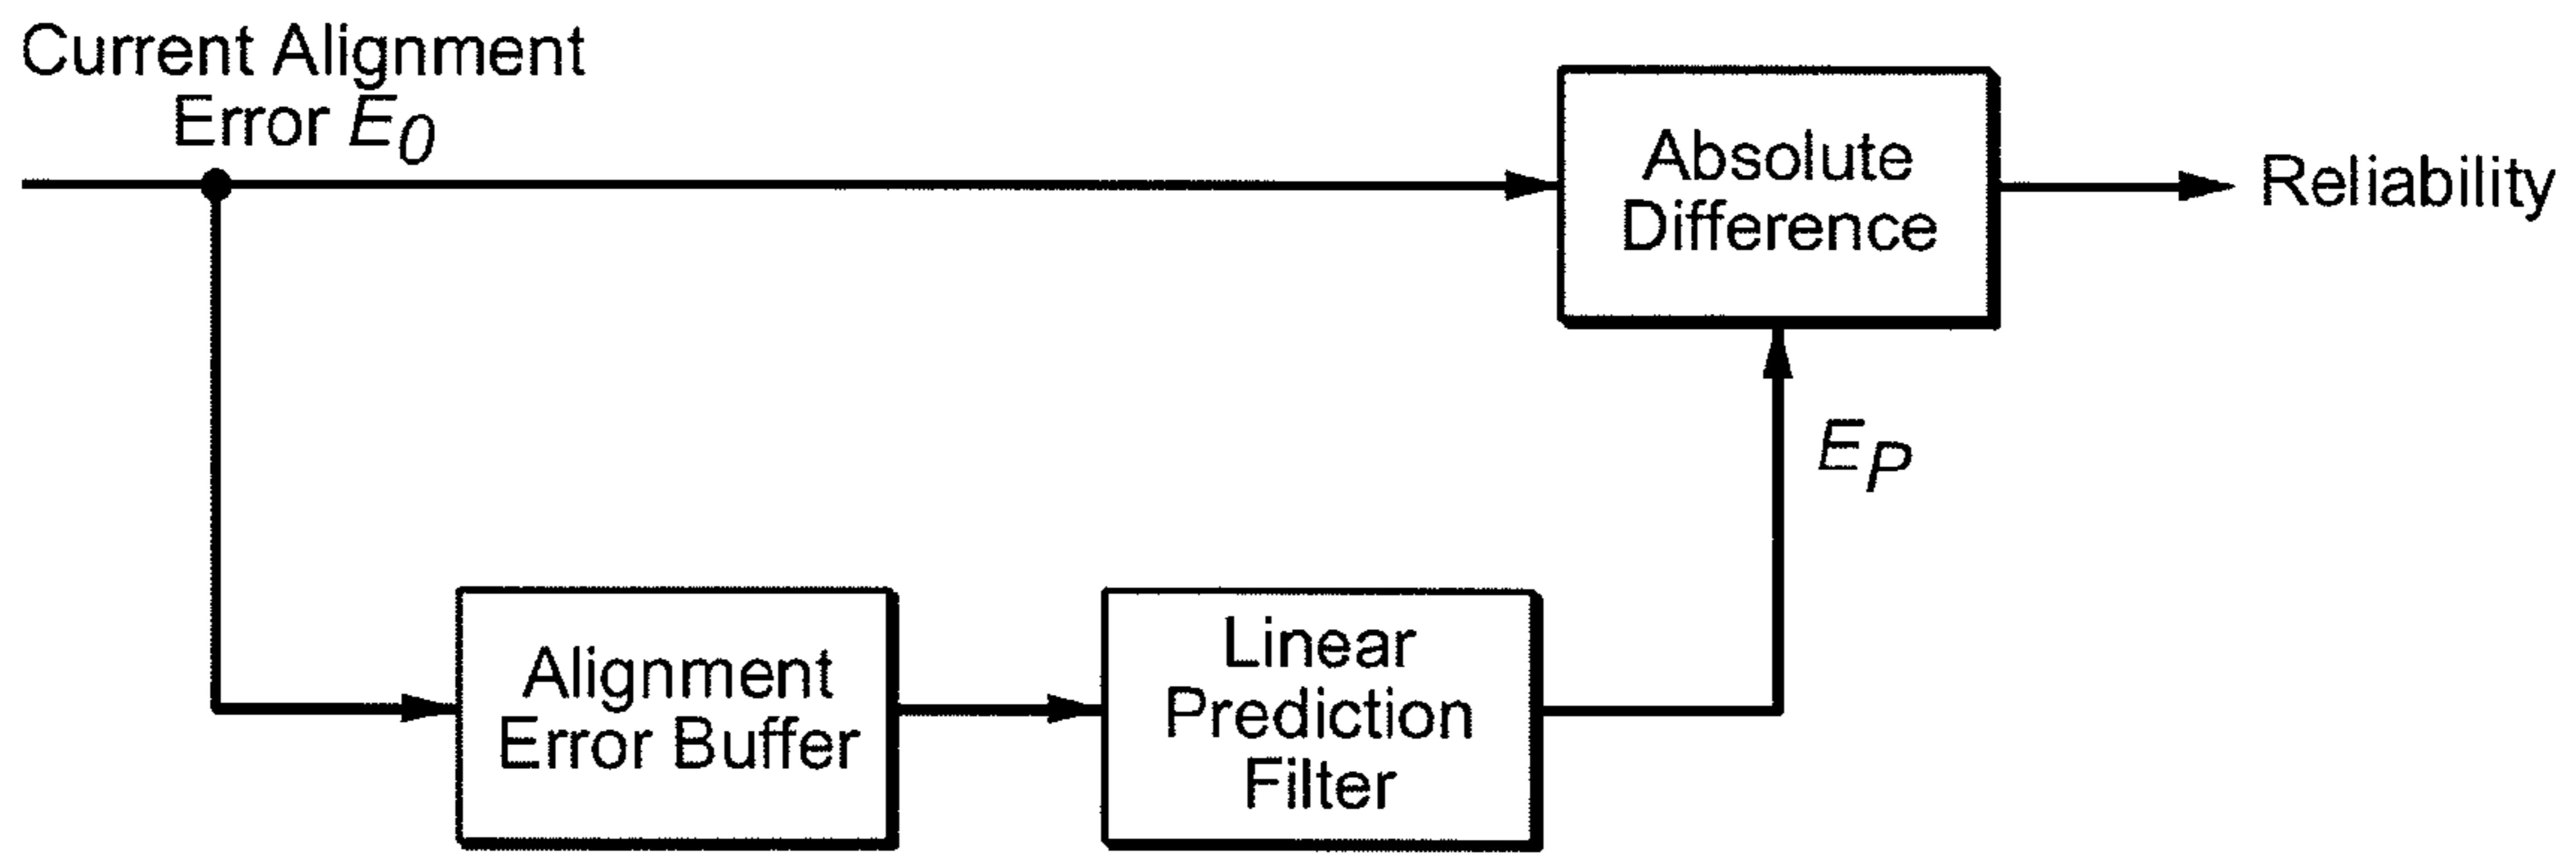 Current Alignment
Error E0
Absolute
Difference
Reliability
EP
Alignment
Error Buffer
Linear
Prediction
Filter